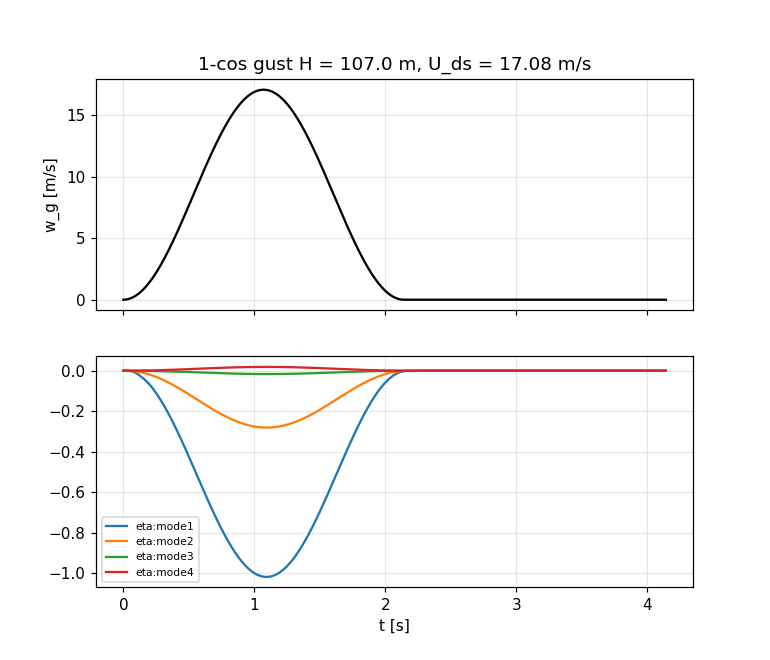 1-cos gust H = 107.0 m, U_ds = 17.08 m/s
15
10
5
0
w_g [m/s]
0.0
−0.2
−0.4
−0.6
−0.8
−1.0
eta:mode1
eta:mode2
eta:mode3
eta:mode4
0 1 2 3 4
t [s]